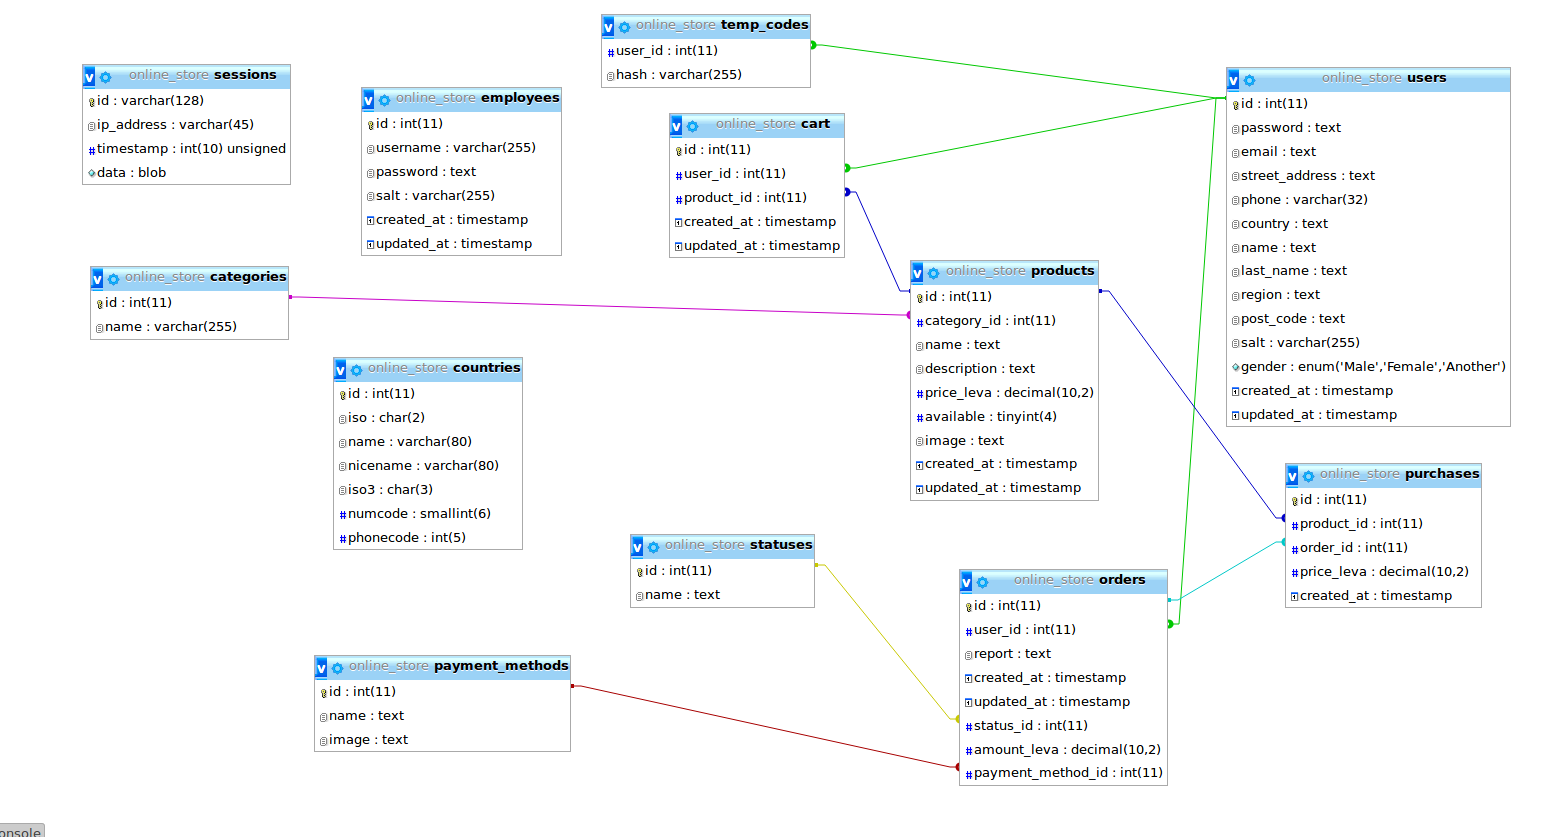 online_store temp_codes
user_id : int(11)
hash : varchar(255)
online_store sessions
id : varchar(128)
ip_address : varchar(45)
timestamp : int(10) unsigned
data : blob
online_store employees
id : int(11)
username : varchar(255)
password : text
salt : varchar(255)
created_at : timestamp
updated_at : timestamp
online_store cart
id : int(11)
user_id : int(11)
product_id : int(11)
created_at : timestamp
updated_at : timestamp
online_store users
id : int(11)
password : text
email : text
street_address : text
phone : varchar(32)
country : text
name : text
last_name : text
region : text
post_code : text
salt : varchar(255)
gender : enum('Male','Female','Another')
created_at : timestamp
updated_at : timestamp
online_store categories
id : int(11)
name : varchar(255)
online_store products
id : int(11)
category_id : int(11)
name : text
description : text
price_leva : decimal(10,2)
available : tinyint(4)
image : text
created_at : timestamp
updated_at : timestamp
online_store countries
id : int(11)
iso : char(2)
name : varchar(80)
nicename : varchar(80)
iso3 : char(3)
numcode : smallint(6)
phonecode : int(5)
online_store purchases
id : int(11)
product_id : int(11)
order_id : int(11)
price_leva : decimal(10,2)
created_at : timestamp
online_store statuses
id : int(11)
name : text
online_store orders
id : int(11)
user_id : int(11)
report : text
created_at : timestamp
updated_at : timestamp
status_id : int(11)
amount_leva : decimal(10,2)
payment_method_id : int(11)
online_store payment_methods
id : int(11)
name : text
image : text
onsole